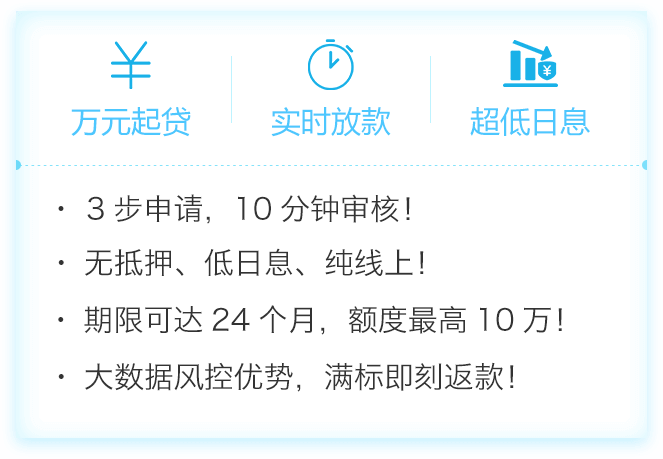 万元起贷
实时放款
超低日息
· 3 步申请，10 分钟审核！
· 无抵押、低日息、纯线上！
· 期限可达 24 个月，额度最高 10 万！
· 大数据风控优势，满标即刻返款！